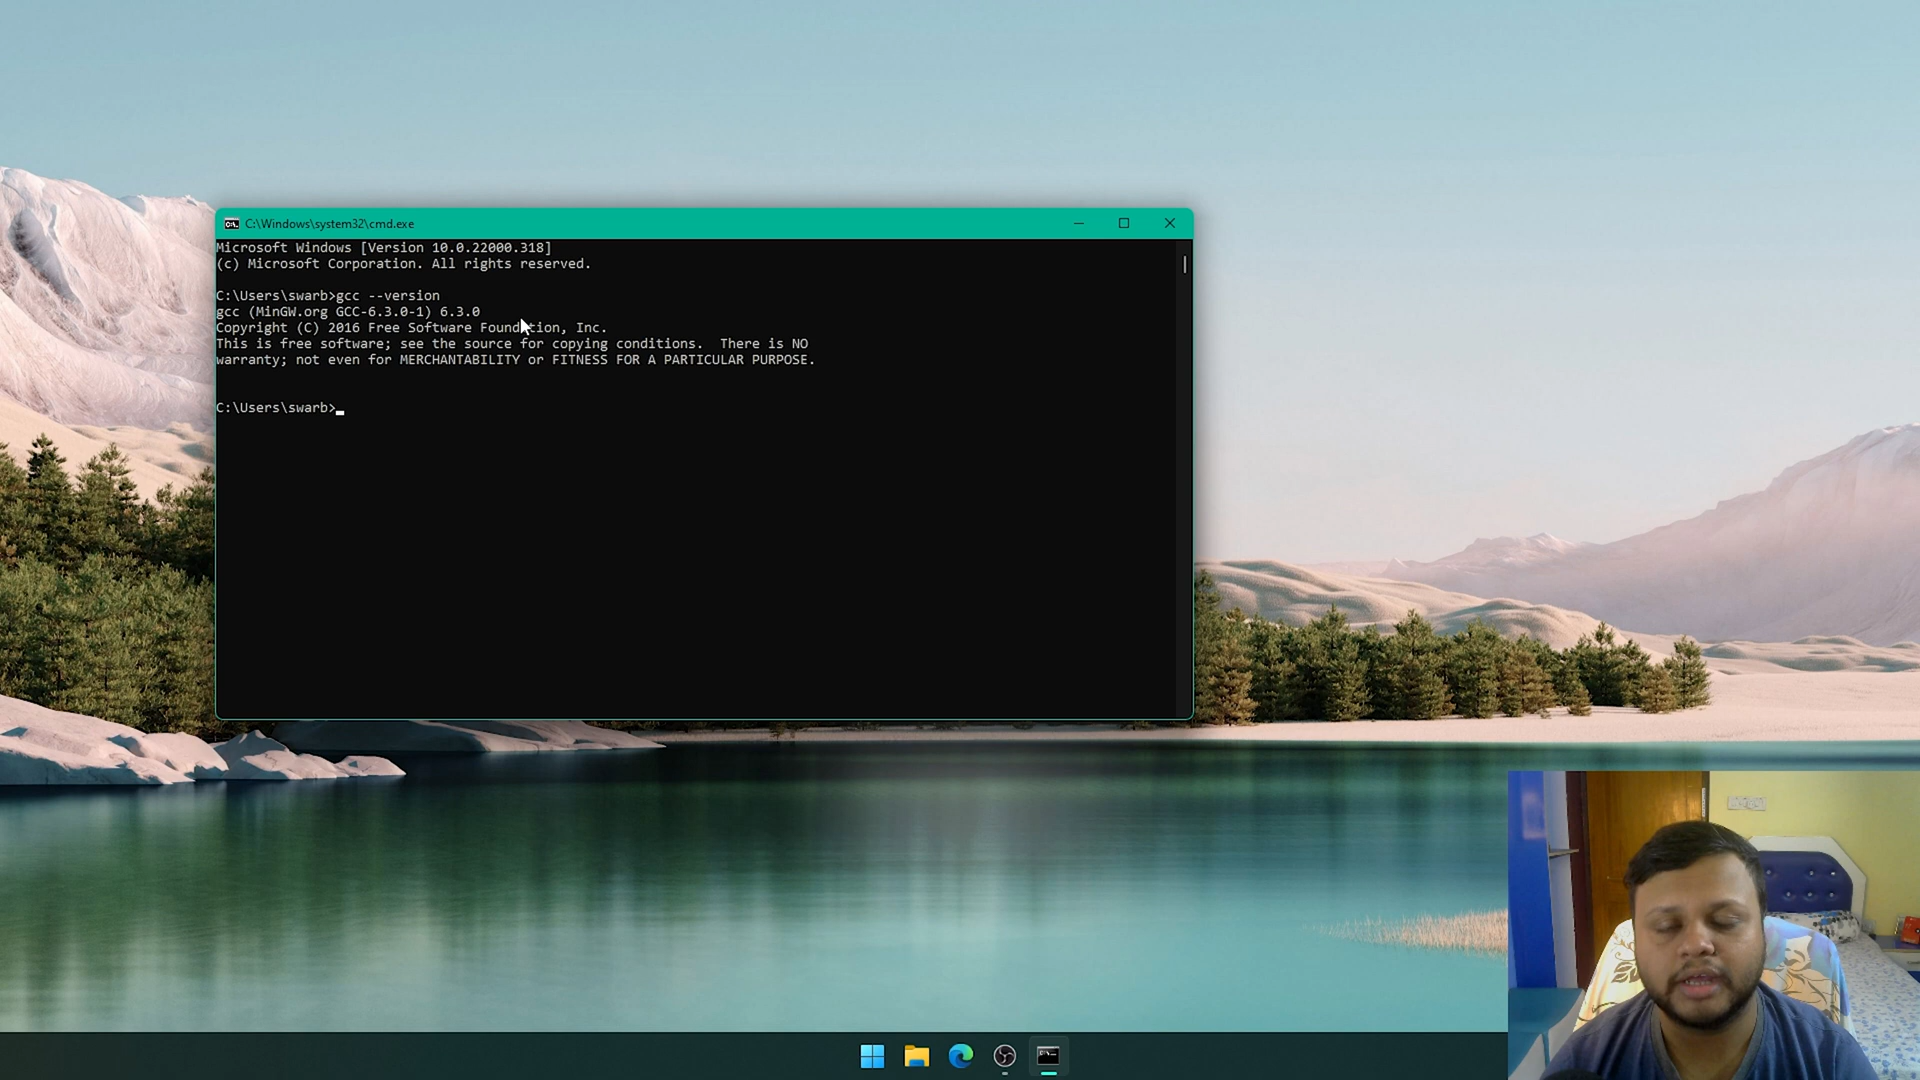 C:\Windows\system32\cmd.exe
Microsoft Windows [Version 10.0.22000.318]
(c) Microsoft Corporation. All rights reserved.
C:\Users\swarb>gcc --version
gcc (MinGW.org GCC-6.3.0-1) 6.3.0
Copyright (C) 2016 Free Software Foundation, Inc.
This is free software; see the source for copying conditions.  There is NO
warranty; not even for MERCHANTABILITY or FITNESS FOR A PARTICULAR PURPOSE.
C:\Users\swarb>